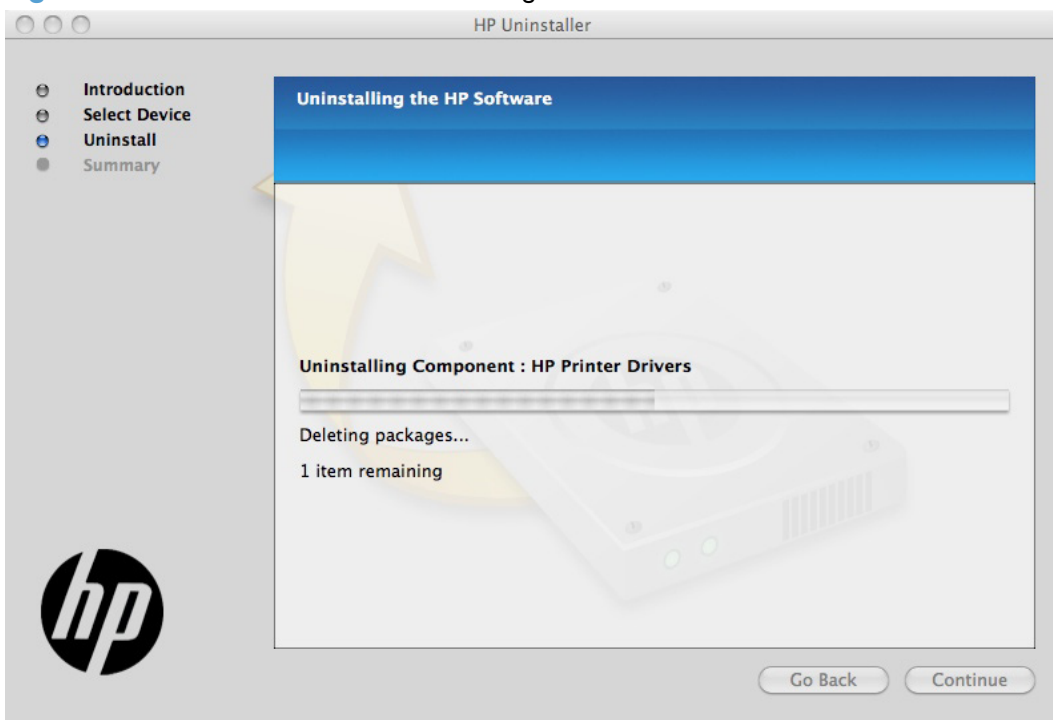 HP Uninstaller
Introduction
Select Device
Uninstall
Summary
Uninstalling the HP Software
Uninstalling Component : HP Printer Drivers
Deleting packages...
1 item remaining
hp
Go Back
Continue